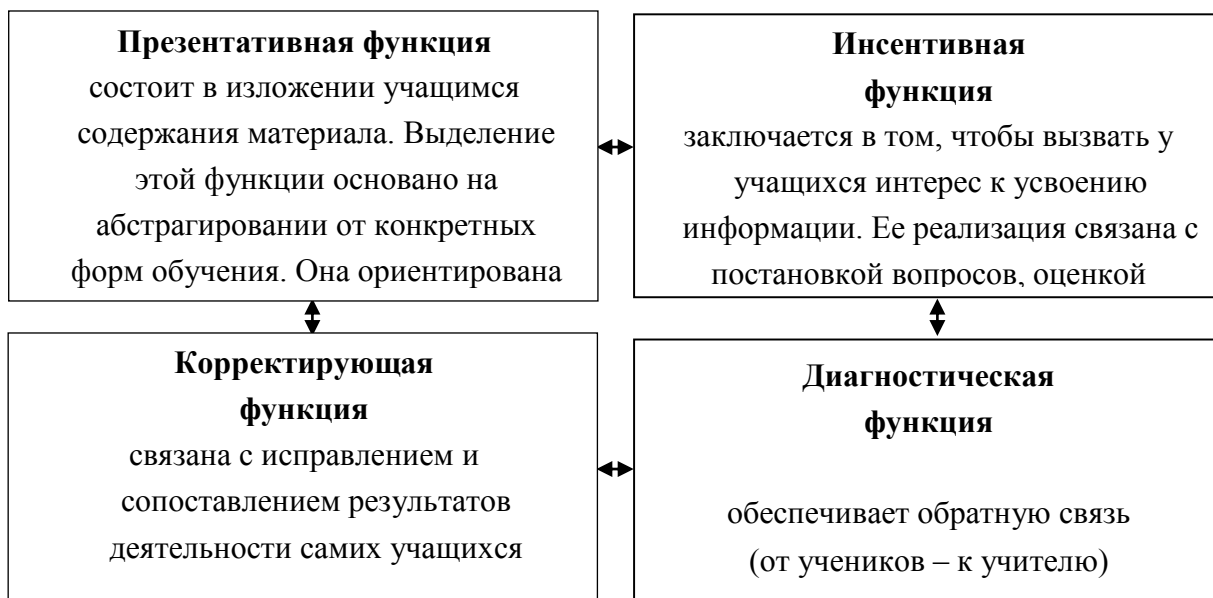 Презентативная функция
состоит в изложении учащимся
содержания материала. Выделение
этой функции основано на
абстрагировании от конкретных
форм обучения. Она ориентирована
Инсентивная
функция
заключается в том, чтобы вызвать у
учащихся интерес к усвоению
информации. Ее реализация связана с
постановкой вопросов, оценкой
Корректирующая
функция
связана с исправлением и
сопоставлением результатов
деятельности самих учащихся
Диагностическая
функция
обеспечивает обратную связь
(от учеников – к учителю)